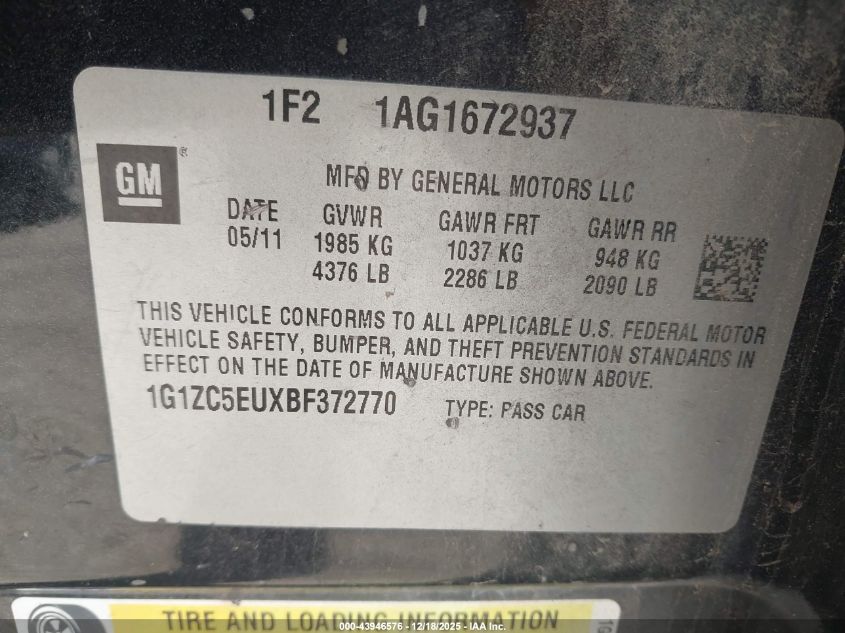 1F2 1AG1672937
GM ®
MFD BY GENERAL MOTORS LLC
DATE GVWR GAWR FRT GAWR RR
05/11 1985 KG 1037 KG 948 KG
4376 LB 2286 LB 2090 LB
THIS VEHICLE CONFORMS TO ALL APPLICABLE U.S. FEDERAL MOTOR
VEHICLE SAFETY, BUMPER, AND THEFT PREVENTION STANDARDS IN
EFFECT ON THE DATE OF MANUFACTURE SHOWN ABOVE.
1G1ZC5EUXBF372770 TYPE: PASS CAR
TIRE AND LOADING INFORMATION
000-43946576 - 12/18/2025 - IAA Inc.